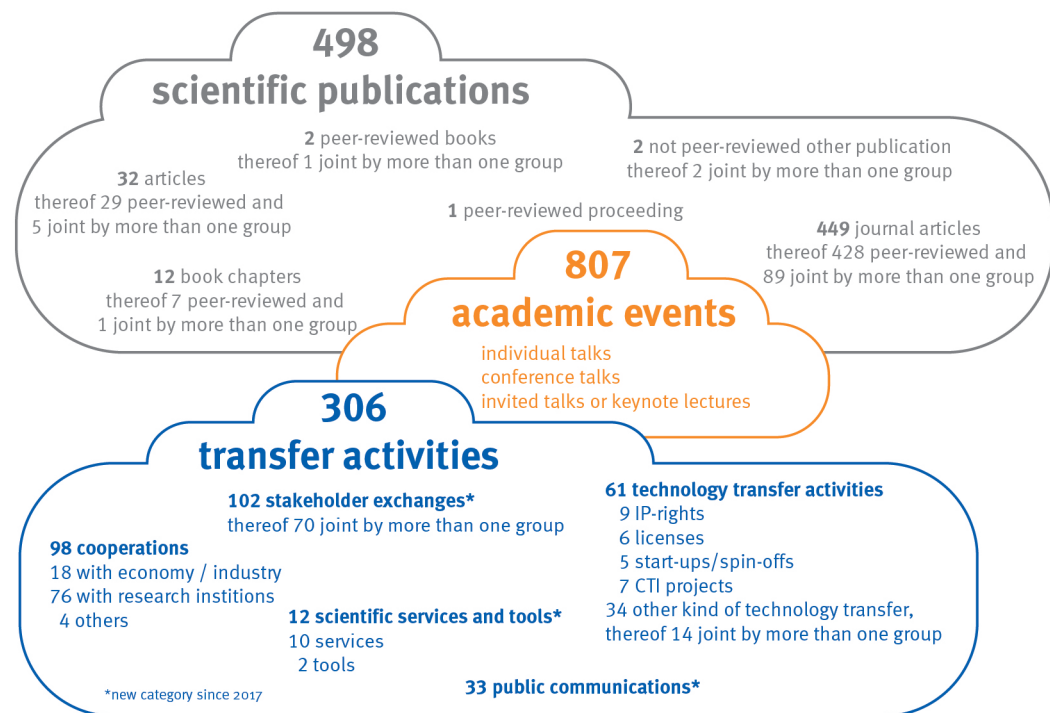 498
scientific publications
2 peer-reviewed books
thereof 1 joint by more than one group
2 not peer-reviewed other publication
thereof 2 joint by more than one group
32 articles
thereof 29 peer-reviewed and
5 joint by more than one group
1 peer-reviewed proceeding
449 journal articles
thereof 428 peer-reviewed and
89 joint by more than one group
12 book chapters
thereof 7 peer-reviewed and
1 joint by more than one group
807
academic events
individual talks
conference talks
invited talks or keynote lectures
306
transfer activities
102 stakeholder exchanges*
thereof 70 joint by more than one group
61 technology transfer activities
9 IP-rights
6 licenses
5 start-ups/spin-offs
7 CTI projects
34 other kind of technology transfer,
thereof 14 joint by more than one group
98 cooperations
18 with economy / industry
76 with research institions
4 others
12 scientific services and tools*
10 services
2 tools
33 public communications*
*new category since 2017